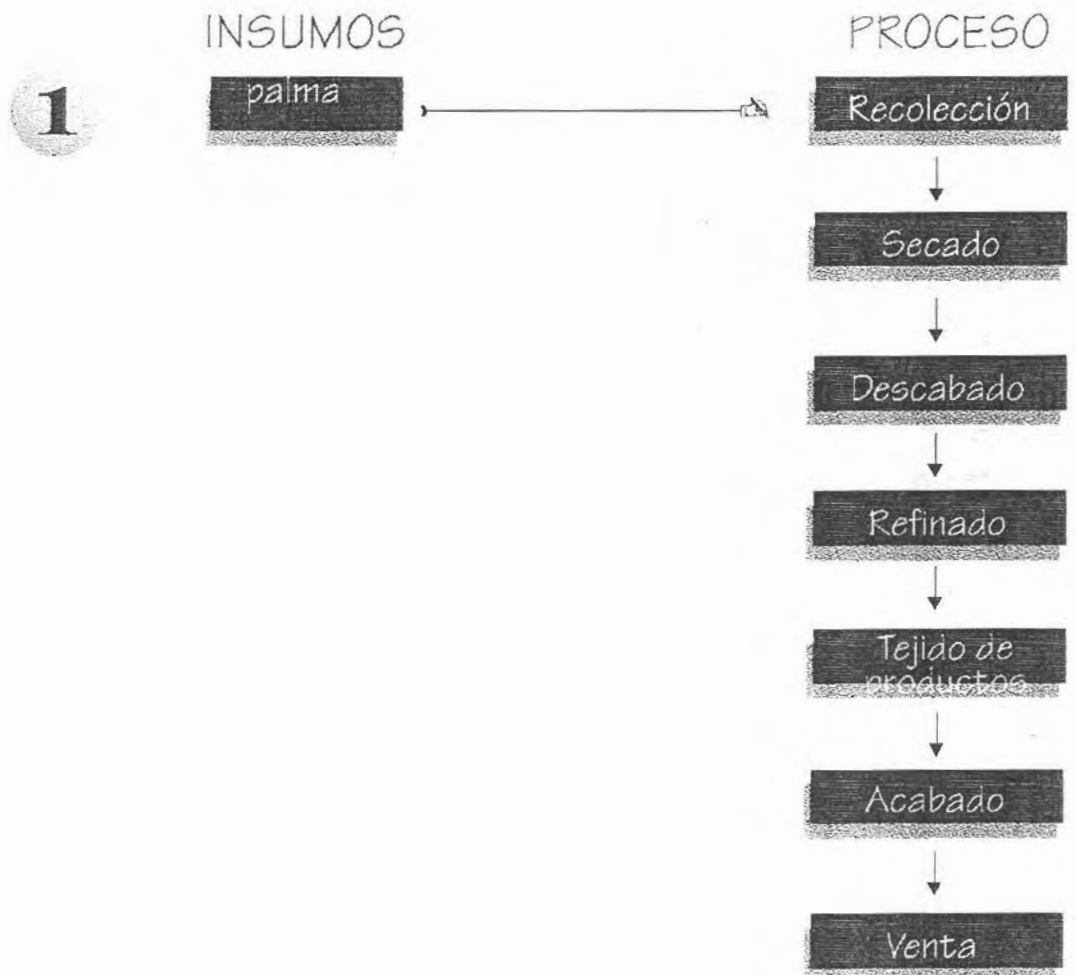 INSUMOS
PROCESO
1
palma
Recolección
Secado
Descabado
Refinado
Tejido de
productos
Acabado
Venta